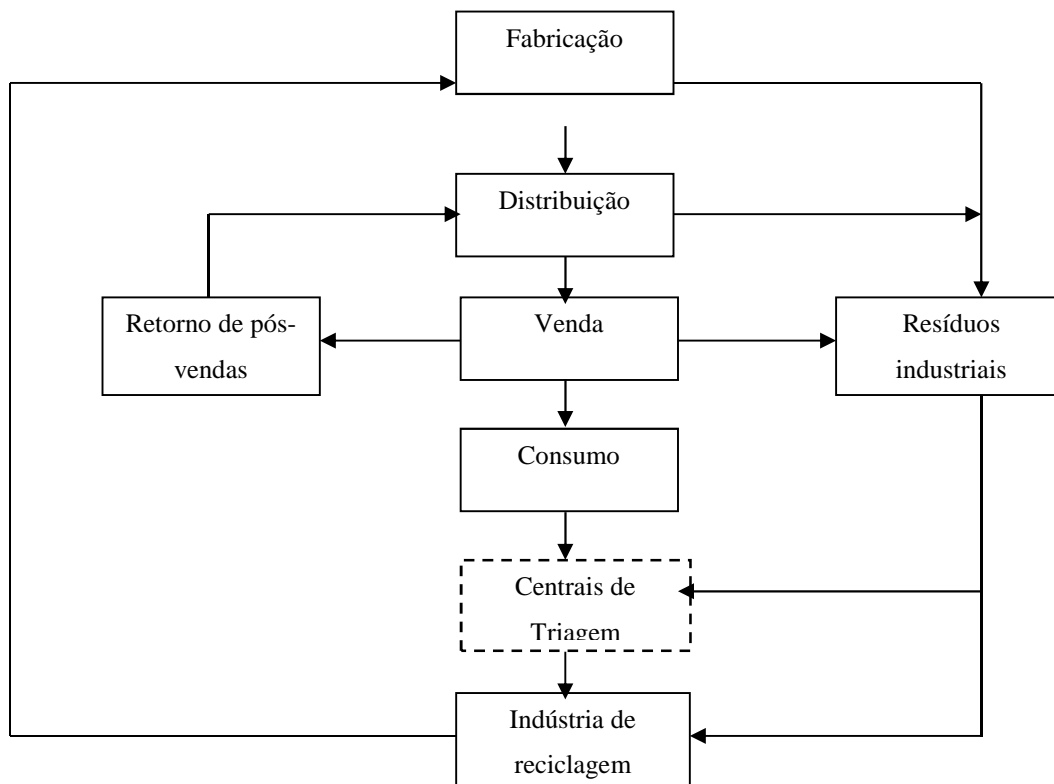 Fabricação
Distribuição
Retorno de pós-
vendas
Venda
Resíduos
industriais
Consumo
Centrais de
Triagem
Indústria de
reciclagem